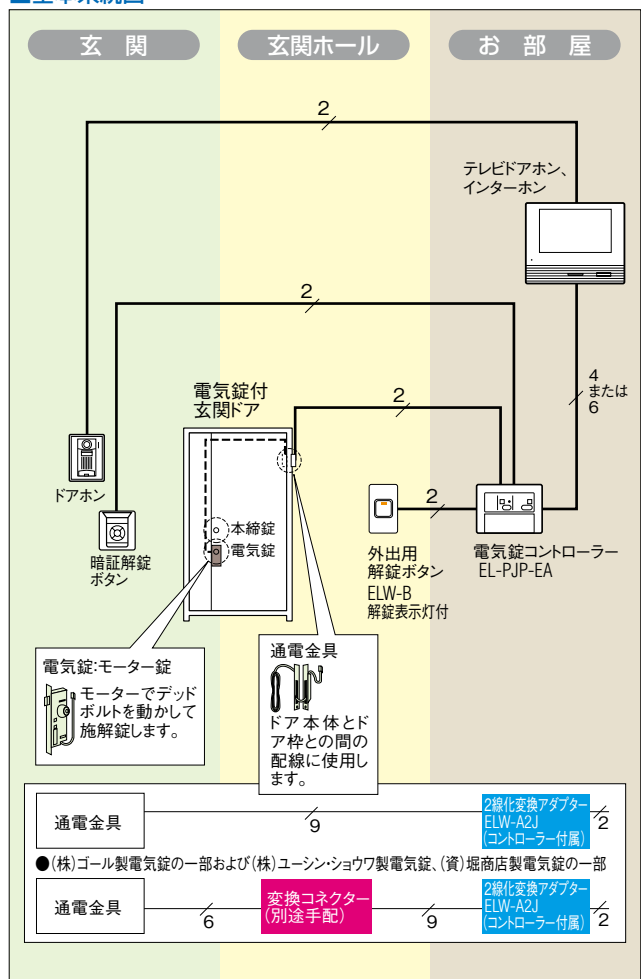 ■基本系統図
玄 関
玄関ホール
お 部 屋
2
テレビドアホン、
インターホン
2
4
または
6
電気錠付
玄関ドア
2
ドアホン
暗証解錠
ボタン
本締錠
電気錠
2
外出用
解錠ボタン
ELW-B
解錠表示灯付
電気錠コントローラー
EL-PJP-EA
電気錠:モーター錠
モーターでデッド
ボルトを動かして
施解錠します。
通電金具
ドア本体とド
ア枠との間の
配線に使用し
ます。
通電金具
9
2線化変換アダプター
ELW-A2J
(コントローラー付属)
2
●(株)ゴール製電気錠の一部および(株)ユーシン・ショウワ製電気錠、(資)堀商店製電気錠の一部
通電金具
6
変換コネクター
(別途手配)
9
2線化変換アダプター
ELW-A2J
(コントローラー付属)
2